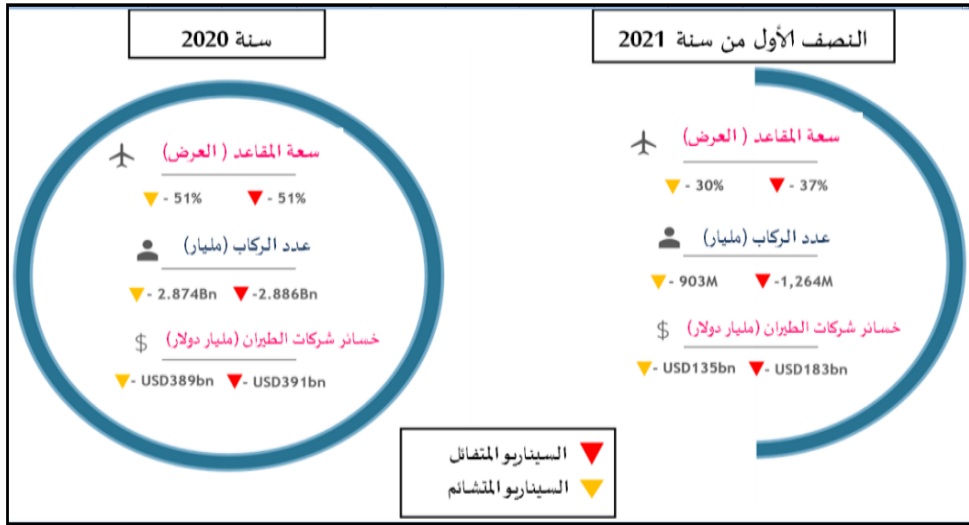 النصف الأول من سنة 2021
سعة المقاعد ( العرض)
- 30% - 37%
عدد الركاب (مليار)
- 903M -1,264M
خسائر شركات الطيران (مليار دولار)
$
- USD135bn - USD183bn
سنة 2020
سعة المقاعد ( العرض)
- 51% - 51%
عدد الركاب (مليار)
- 2.874Bn -2.886Bn
خسائر شركات الطيران (مليار دولار)
$
- USD389bn - USD391bn
السيناريو المتفائل
السيناريو المتشائم